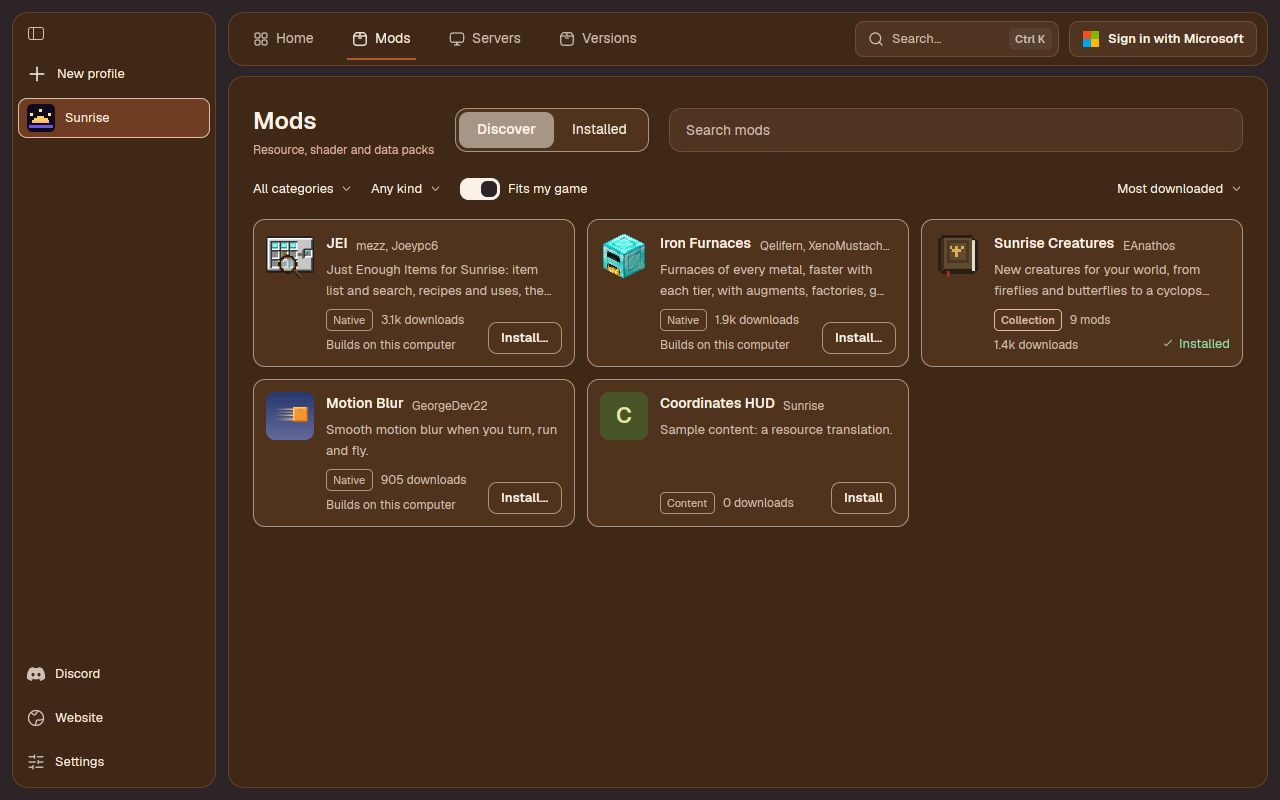 New profile
Sunrise
Discord
Website
Settings
Home
Mods
Servers
Versions
Search...
Ctrl K
Sign in with Microsoft
Mods
Resource, shader and data packs
Discover
Installed
Search mods
All categories
Any kind
Fits my game
Most downloaded
JEI mezz, Joeypc6
Just Enough Items for Sunrise: item
list and search, recipes and uses, the...
Native 3.1k downloads
Builds on this computer
Install...
Iron Furnaces Qelifern, XenoMustach...
Furnaces of every metal, faster with
each tier, with augments, factories, g...
Native 1.9k downloads
Builds on this computer
Install...
Sunrise Creatures EAnathos
New creatures for your world, from
fireflies and butterflies to a cyclops...
Collection 9 mods
1.4k downloads
Installed
Motion Blur GeorgeDev22
Smooth motion blur when you turn, run
and fly.
Native 905 downloads
Builds on this computer
Install...
C
Coordinates HUD Sunrise
Sample content: a resource translation.
Content 0 downloads
Install